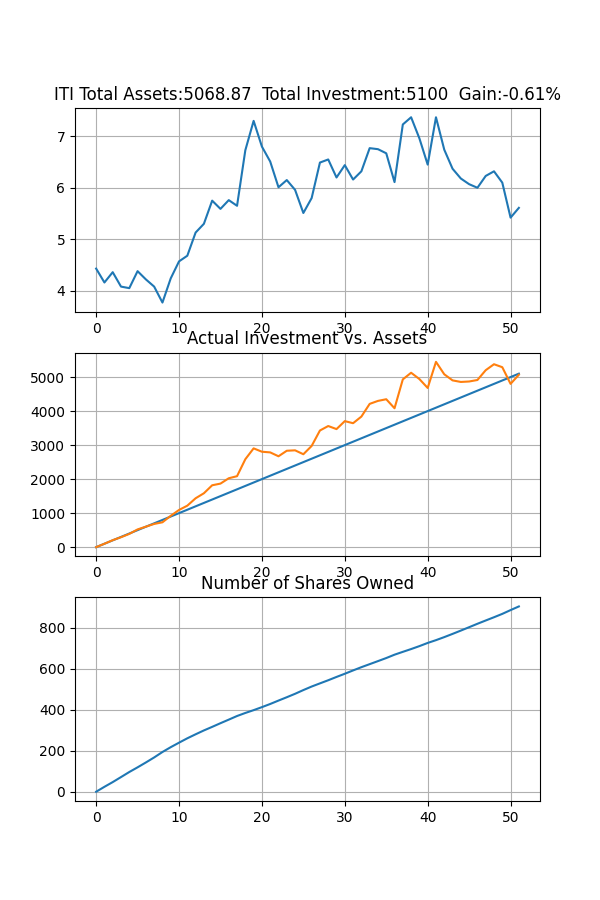 ITI Total Assets:5068.87  Total Investment:5100  Gain:-0.61%
7
6
5
4
0 10 20 30 40 50
Actual Investment vs. Assets
5000
4000
3000
2000
1000
0
0 10 20 30 40 50
Number of Shares Owned
800
600
400
200
0
0 10 20 30 40 50